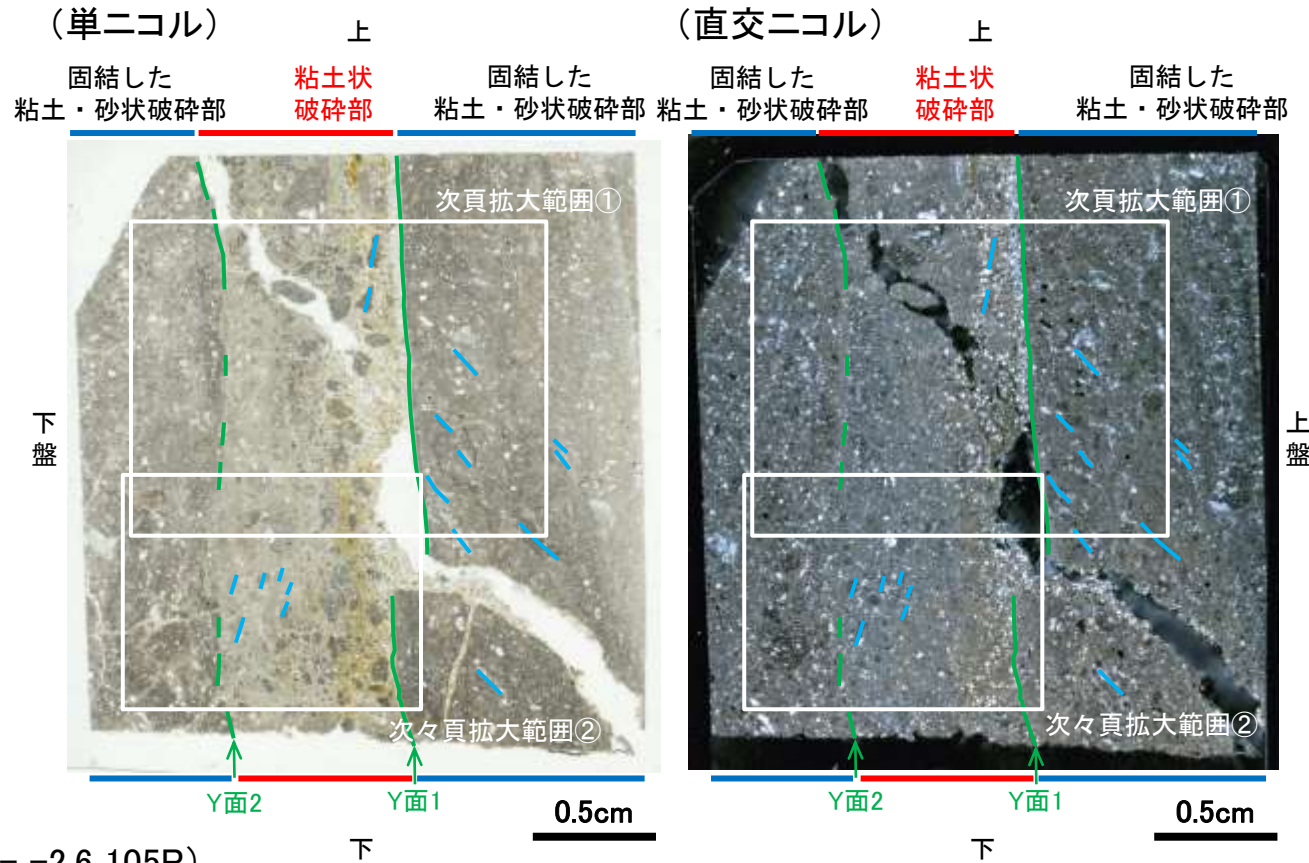 (単ニコル)
上
固結した
粘土・砂状破砕部
粘土状
破砕部
固結した
粘土・砂状破砕部
次頁拡大範囲①
下
盤
次々頁拡大範囲②
Y面2
Y面1
0.5cm
下
(直交ニコル)
上
固結した
粘土・砂状破砕部
粘土状
破砕部
固結した
粘土・砂状破砕部
次頁拡大範囲①
上
盤
次々頁拡大範囲②
Y面2
Y面1
0.5cm
下